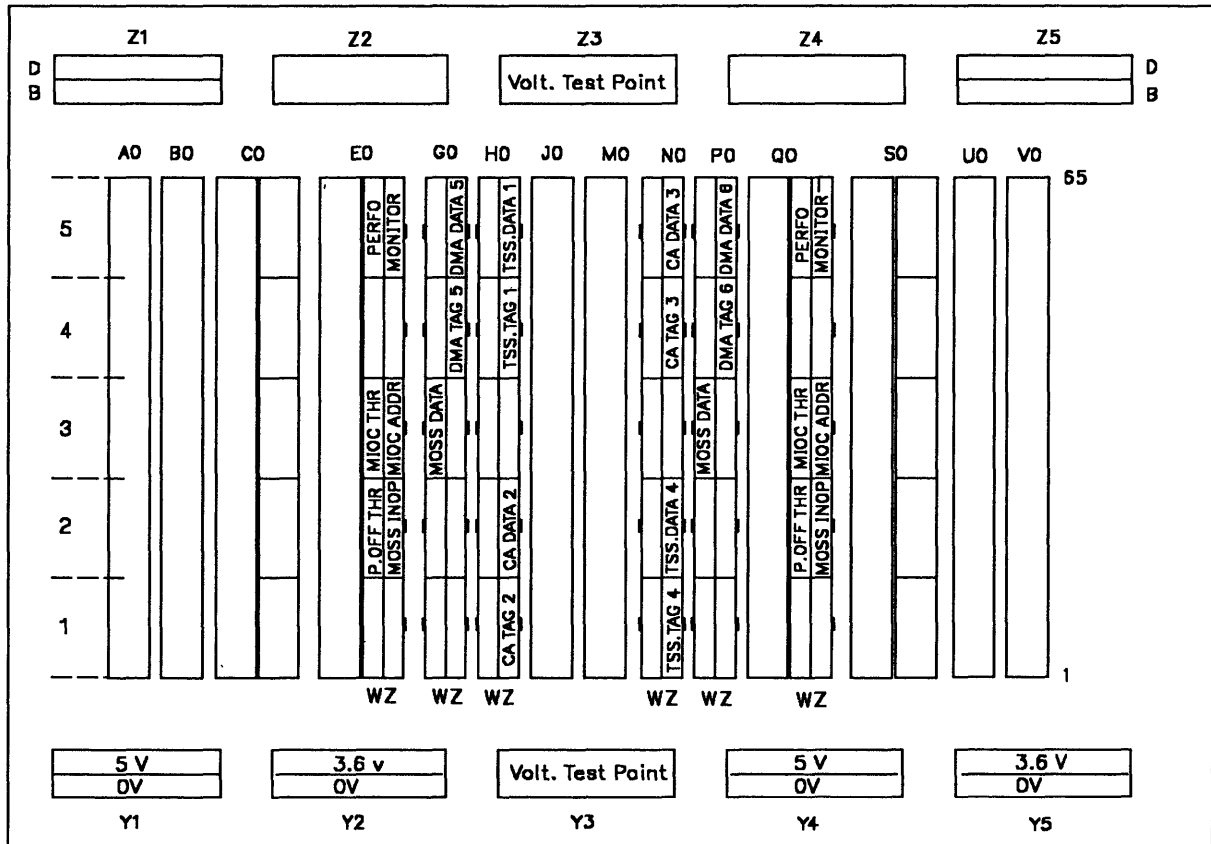 Z1 Z2 Z3 Z4 Z5
D D
Volt. Test Point
B B
A0 B0 C0 E0 G0 H0 J0 M0 N0 P0 Q0 S0 U0 V0
65
5
PERFO
MONITOR
DMA DATA 5
TSS.DATA 1
CA DATA 3
DMA DATA 6
PERFO
MONITOR
4
DMA TAG 5
TSS.TAG 1
CA TAG 3
DMA TAG 6
3
MIOC THR
MIOC ADDR
MOSS DATA
MOSS DATA
MIOC THR
MIOC ADDR
2
P.OFF THR
MOSS INOP
CA DATA 2
TSS.DATA 4
P.OFF THR
MOSS INOP
1
CA TAG 2
TSS.TAG 4
1
WZ WZ WZ WZ WZ WZ
5 V 3.6 v Volt. Test Point 5 V 3.6 V
0V 0V 0V 0V
Y1 Y2 Y3 Y4 Y5